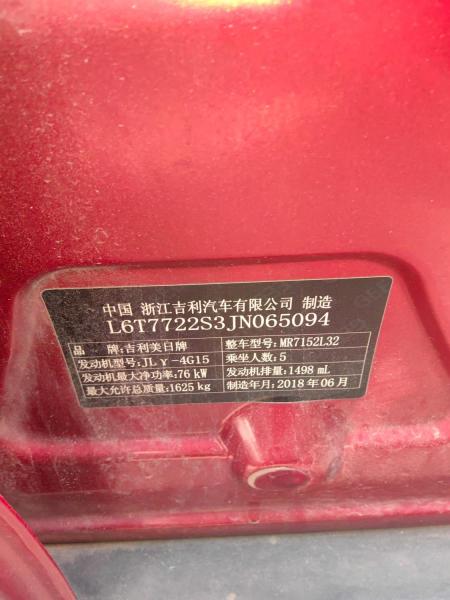 中国 浙江吉利汽车有限公司 制造
L6T7722S3JN065094
品 牌:吉利美日牌 整车型号:MR7152L32
发动机型号:JLγ-4G15 乘坐人数:5
发动机最大净功率:76 kW 发动机排量:1498 mL
最大允许总质量:1625 kg 制造年月:2018 年06 月